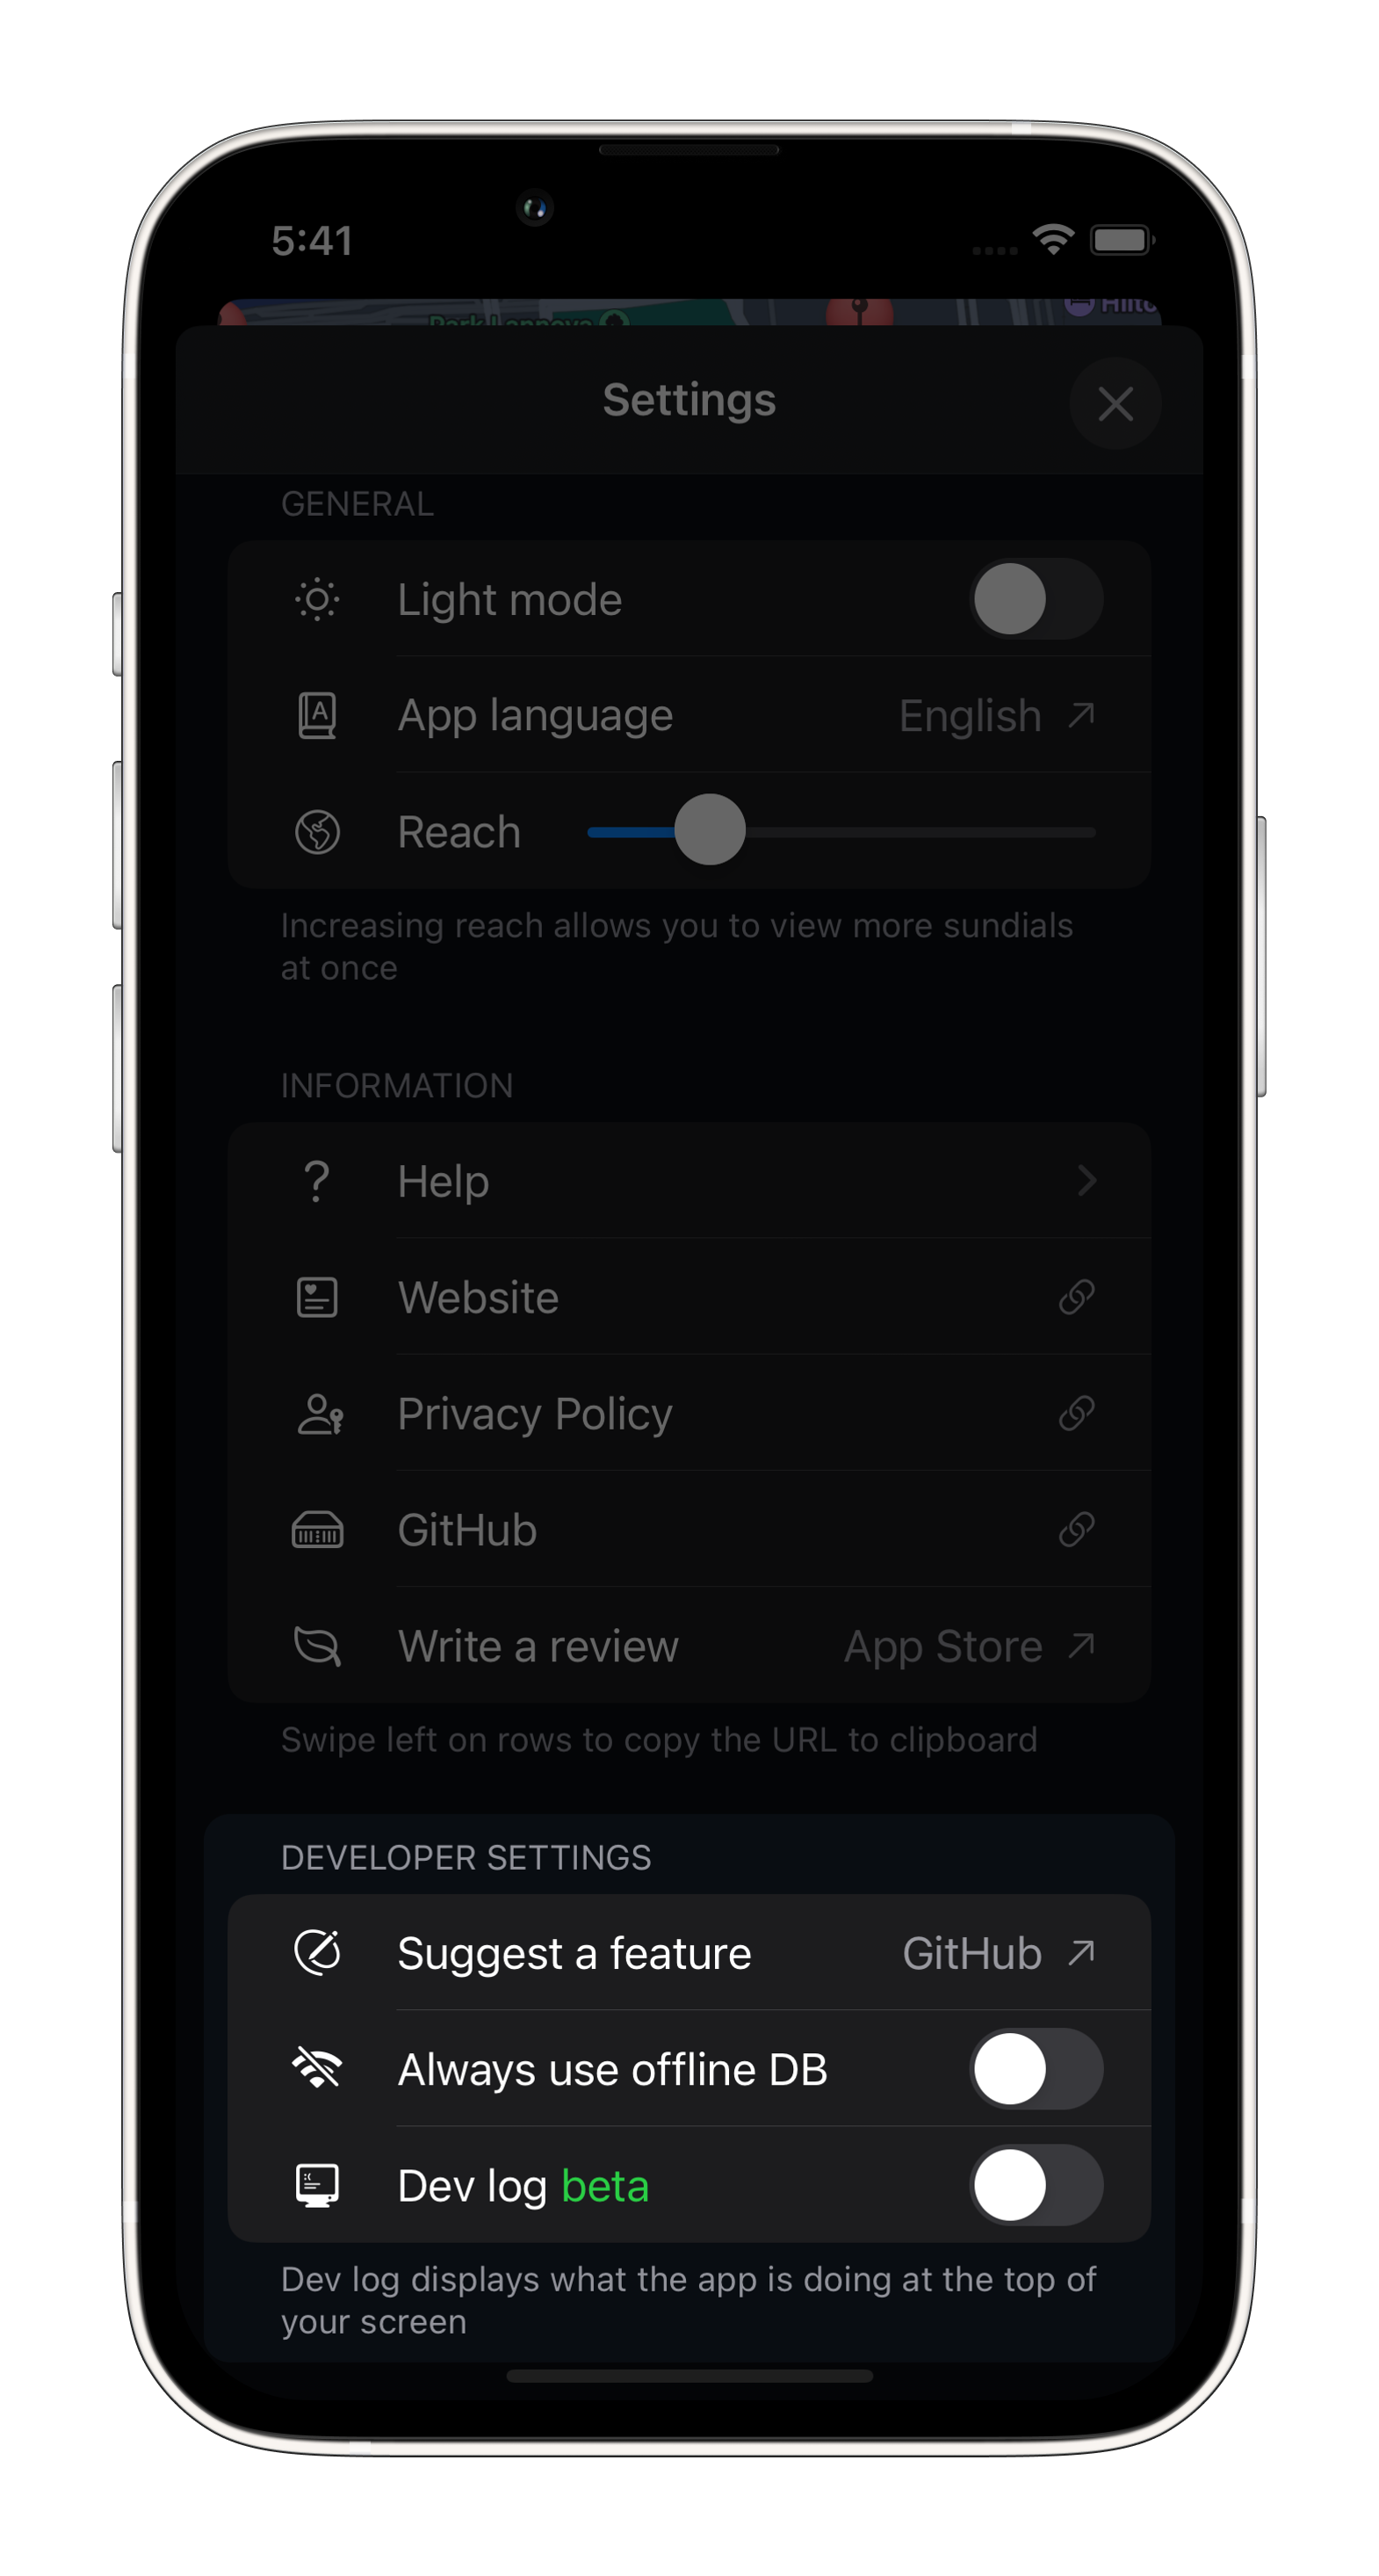 5:41
Park Lannova
Settings
GENERAL
Light mode
App language English
Reach
Increasing reach allows you to view more sundials
at once
INFORMATION
Help
Website
Privacy Policy
GitHub
Write a review App Store
Swipe left on rows to copy the URL to clipboard
DEVELOPER SETTINGS
Suggest a feature GitHub
Always use offline DB
Dev log beta
Dev log displays what the app is doing at the top of
your screen